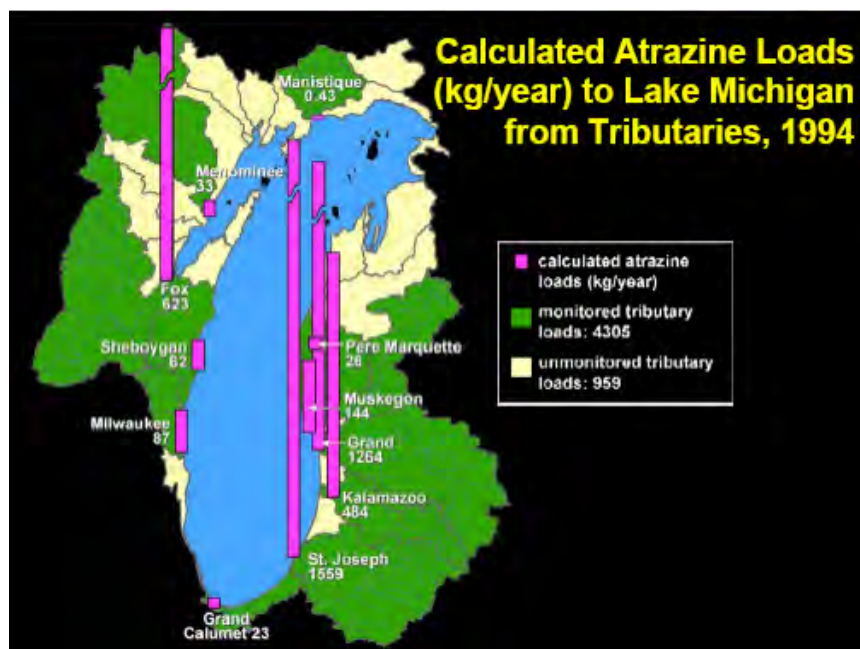 Calculated Atrazine Loads
(kg/year) to Lake Michigan
from Tributaries, 1994
Manistique
0.43
Menominee
33
Fox
623
Sheboygan
62
Milwaukee
87
Grand
Calumet 23
St. Joseph
1559
Kalamazoo
484
Grand
1264
Muskegon
144
Pere Marquette
26
calculated atrazine
loads (kg/year)
monitored tributary
loads: 4305
unmonitored tributary
loads: 959